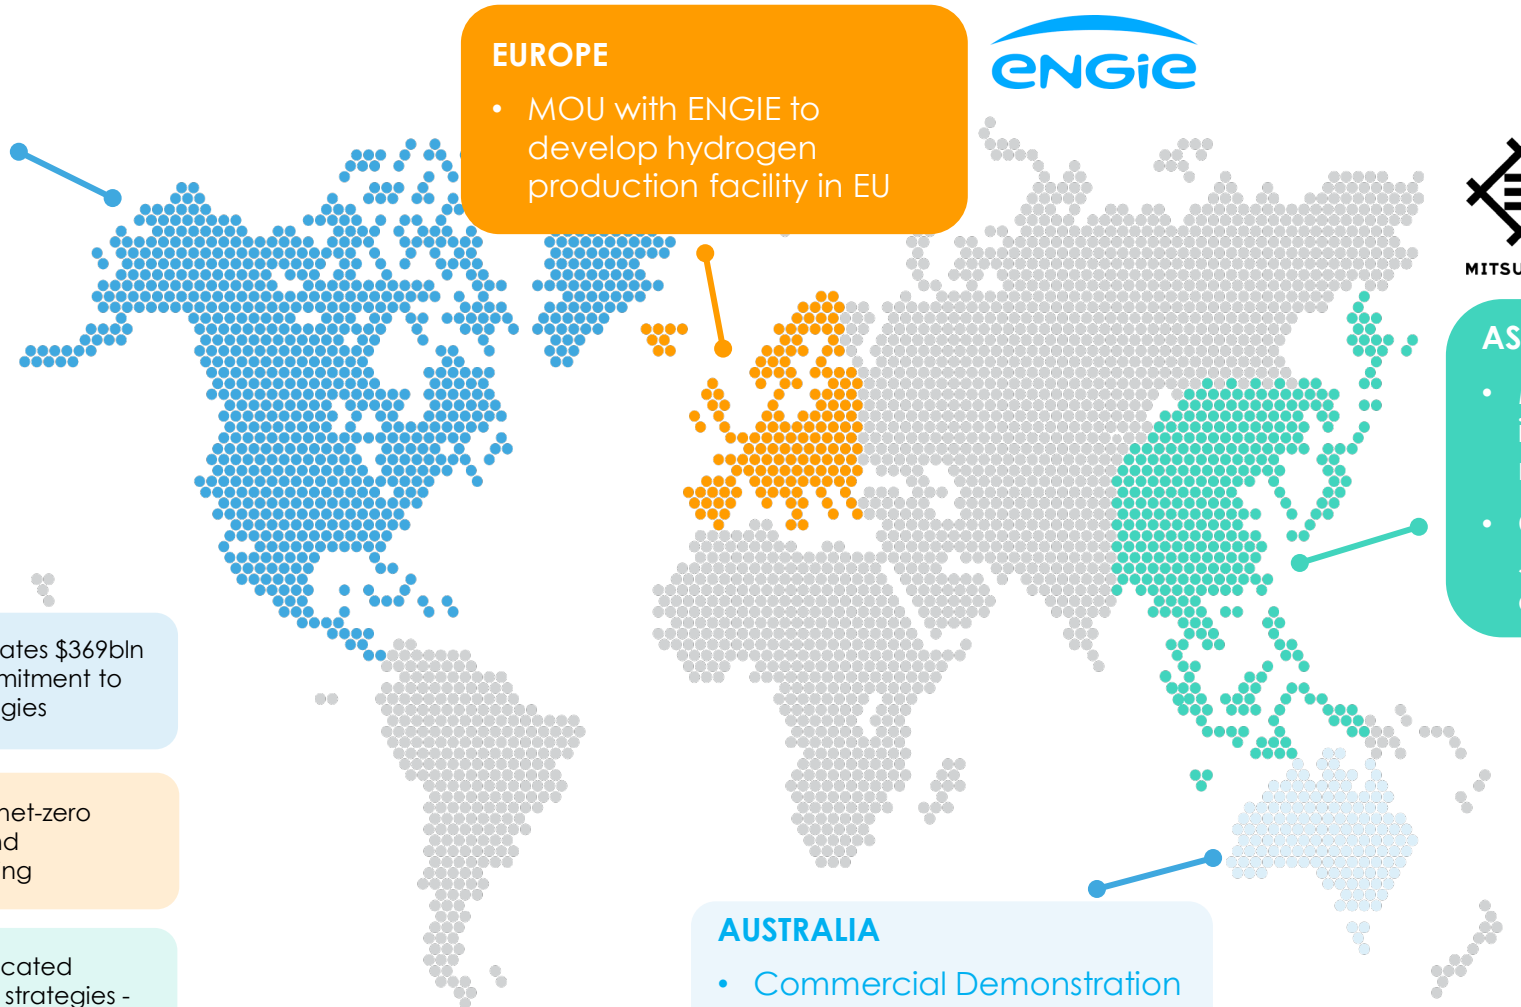 EUROPE
• MOU with ENGIE to
develop hydrogen
production facility in EU
ENGIE
MITSU
AS
ates $369bln
mitment to
gies
net-zero
nd
ng
cated
strategies -
AUSTRALIA
• Commercial Demonstration